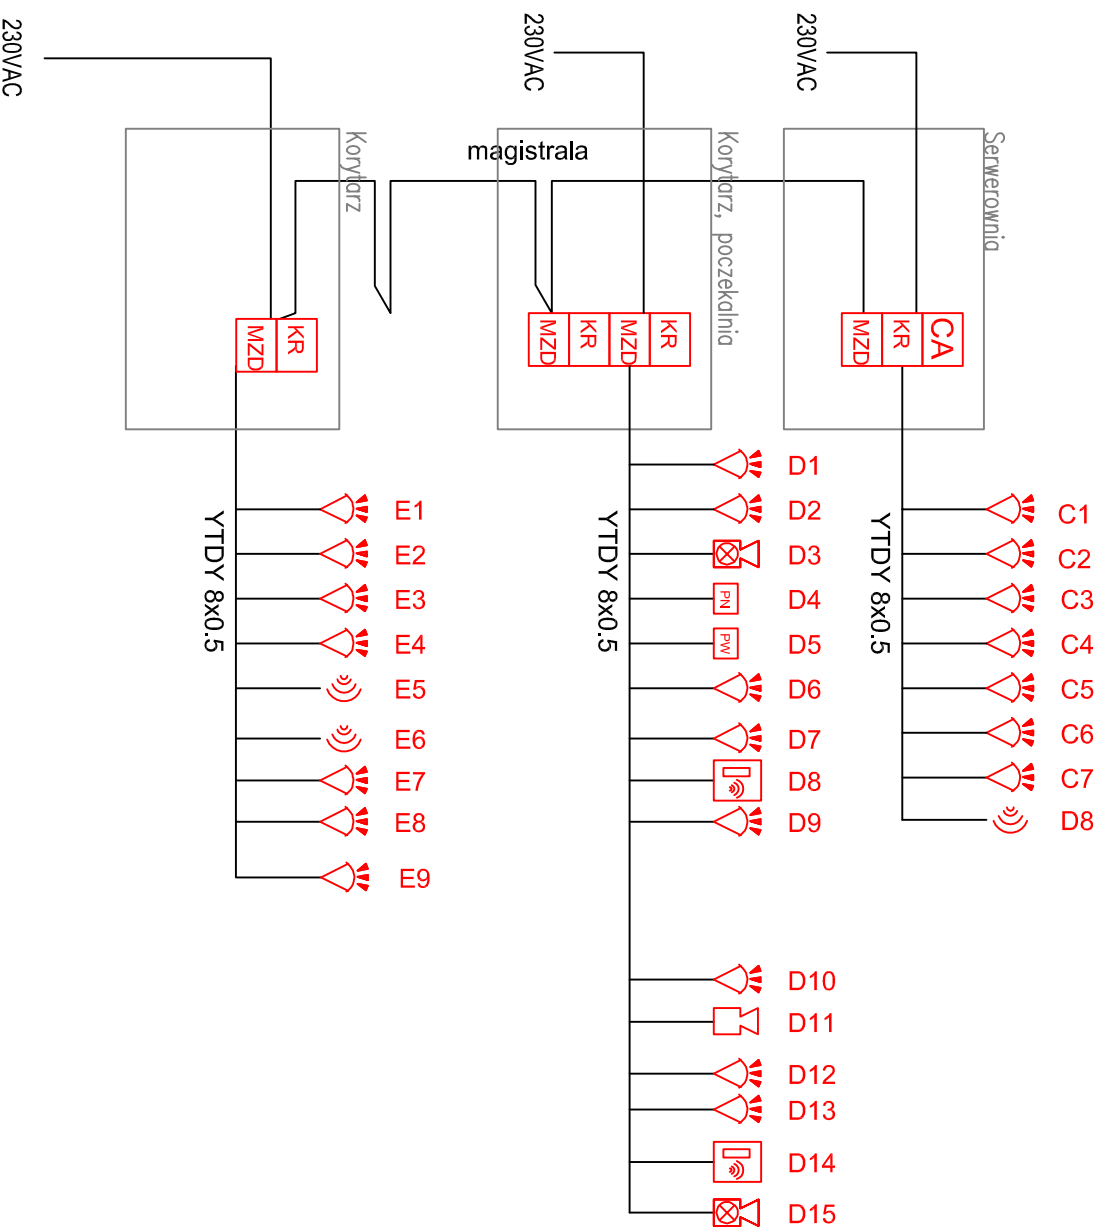 230VAC
230VAC
230VAC
Korytarz
magistrala
Korytarz, poczekalnia
Serwerownia
MZD
KR
MZD
KR
MZD
KR
MZD
KR
CA
YTDY 8x0.5
E1
E2
E3
E4
E5
E6
E7
E8
E9
YTDY 8x0.5
D1
D2
D3
PN
D4
PW
D5
D6
D7
D8
D9
D10
D11
D12
D13
D14
D15
YTDY 8x0.5
C1
C2
C3
C4
C5
C6
C7
D8